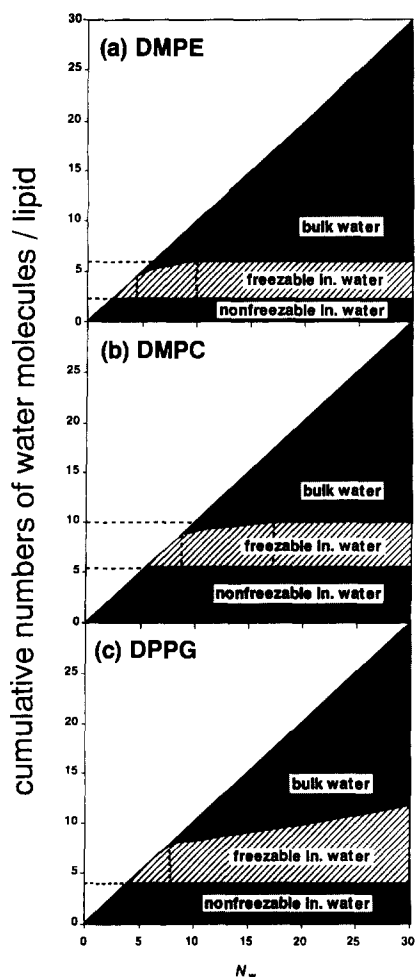 cumulative numbers of water molecules / lipid
30
(a) DMPE
25
20
15
10
bulk water
5
freezable in. water
nonfreezable in. water
0
(b) DMPC
25
20
15
bulk water
10
freezable in. water
5
nonfreezable in. water
0
(c) DPPG
25
20
15
bulk water
10
freezable in. water
5
nonfreezable in. water
0
0 5 10 15 20 25 30
Nw